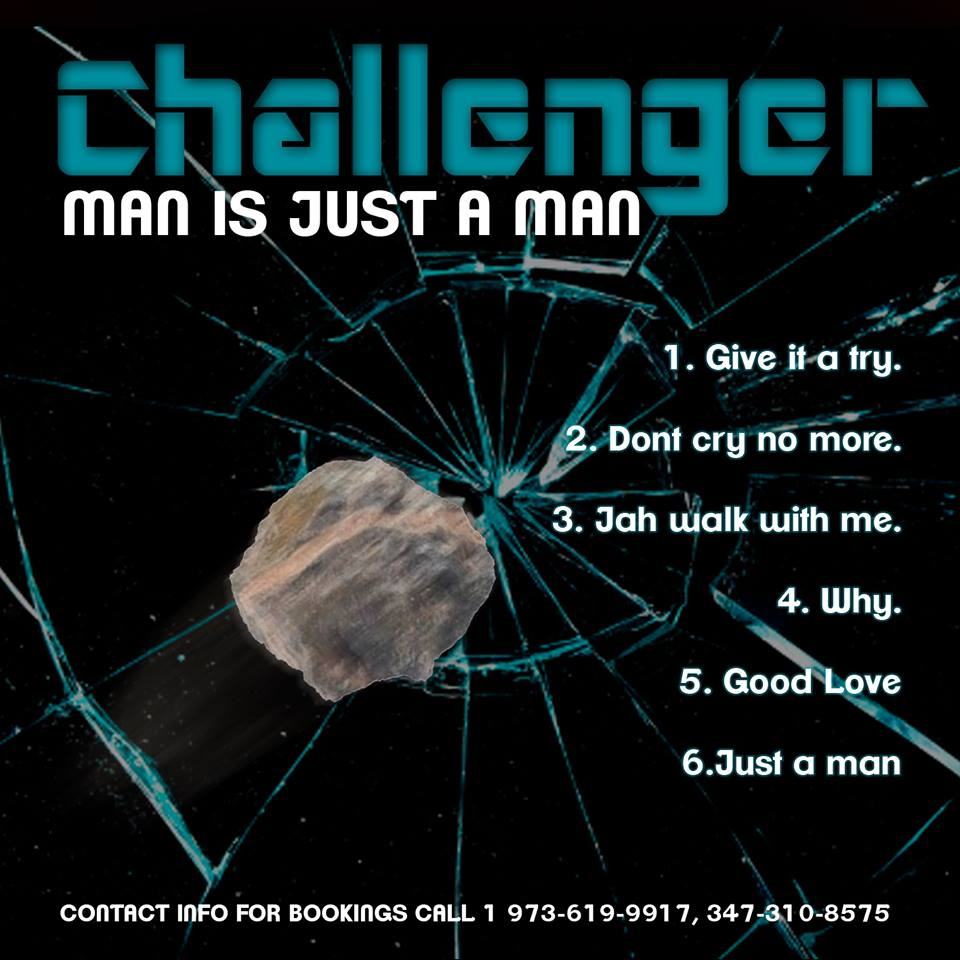 Challenger
MAN IS JUST A MAN
1. Give it a try.
2. Dont cry no more.
3. Jah walk with me.
4. Why.
5. Good Love
6.Just a man
CONTACT INFO FOR BOOKINGS CALL 1 973-619-9917, 347-310-8575